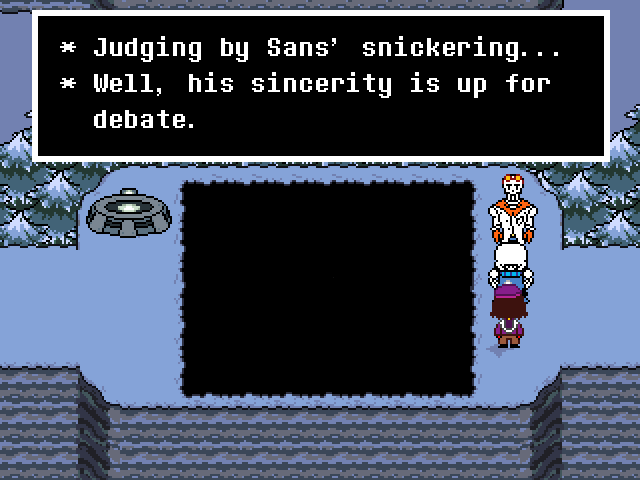 * Judging by Sans' snickering...
* Well, his sincerity is up for
debate.